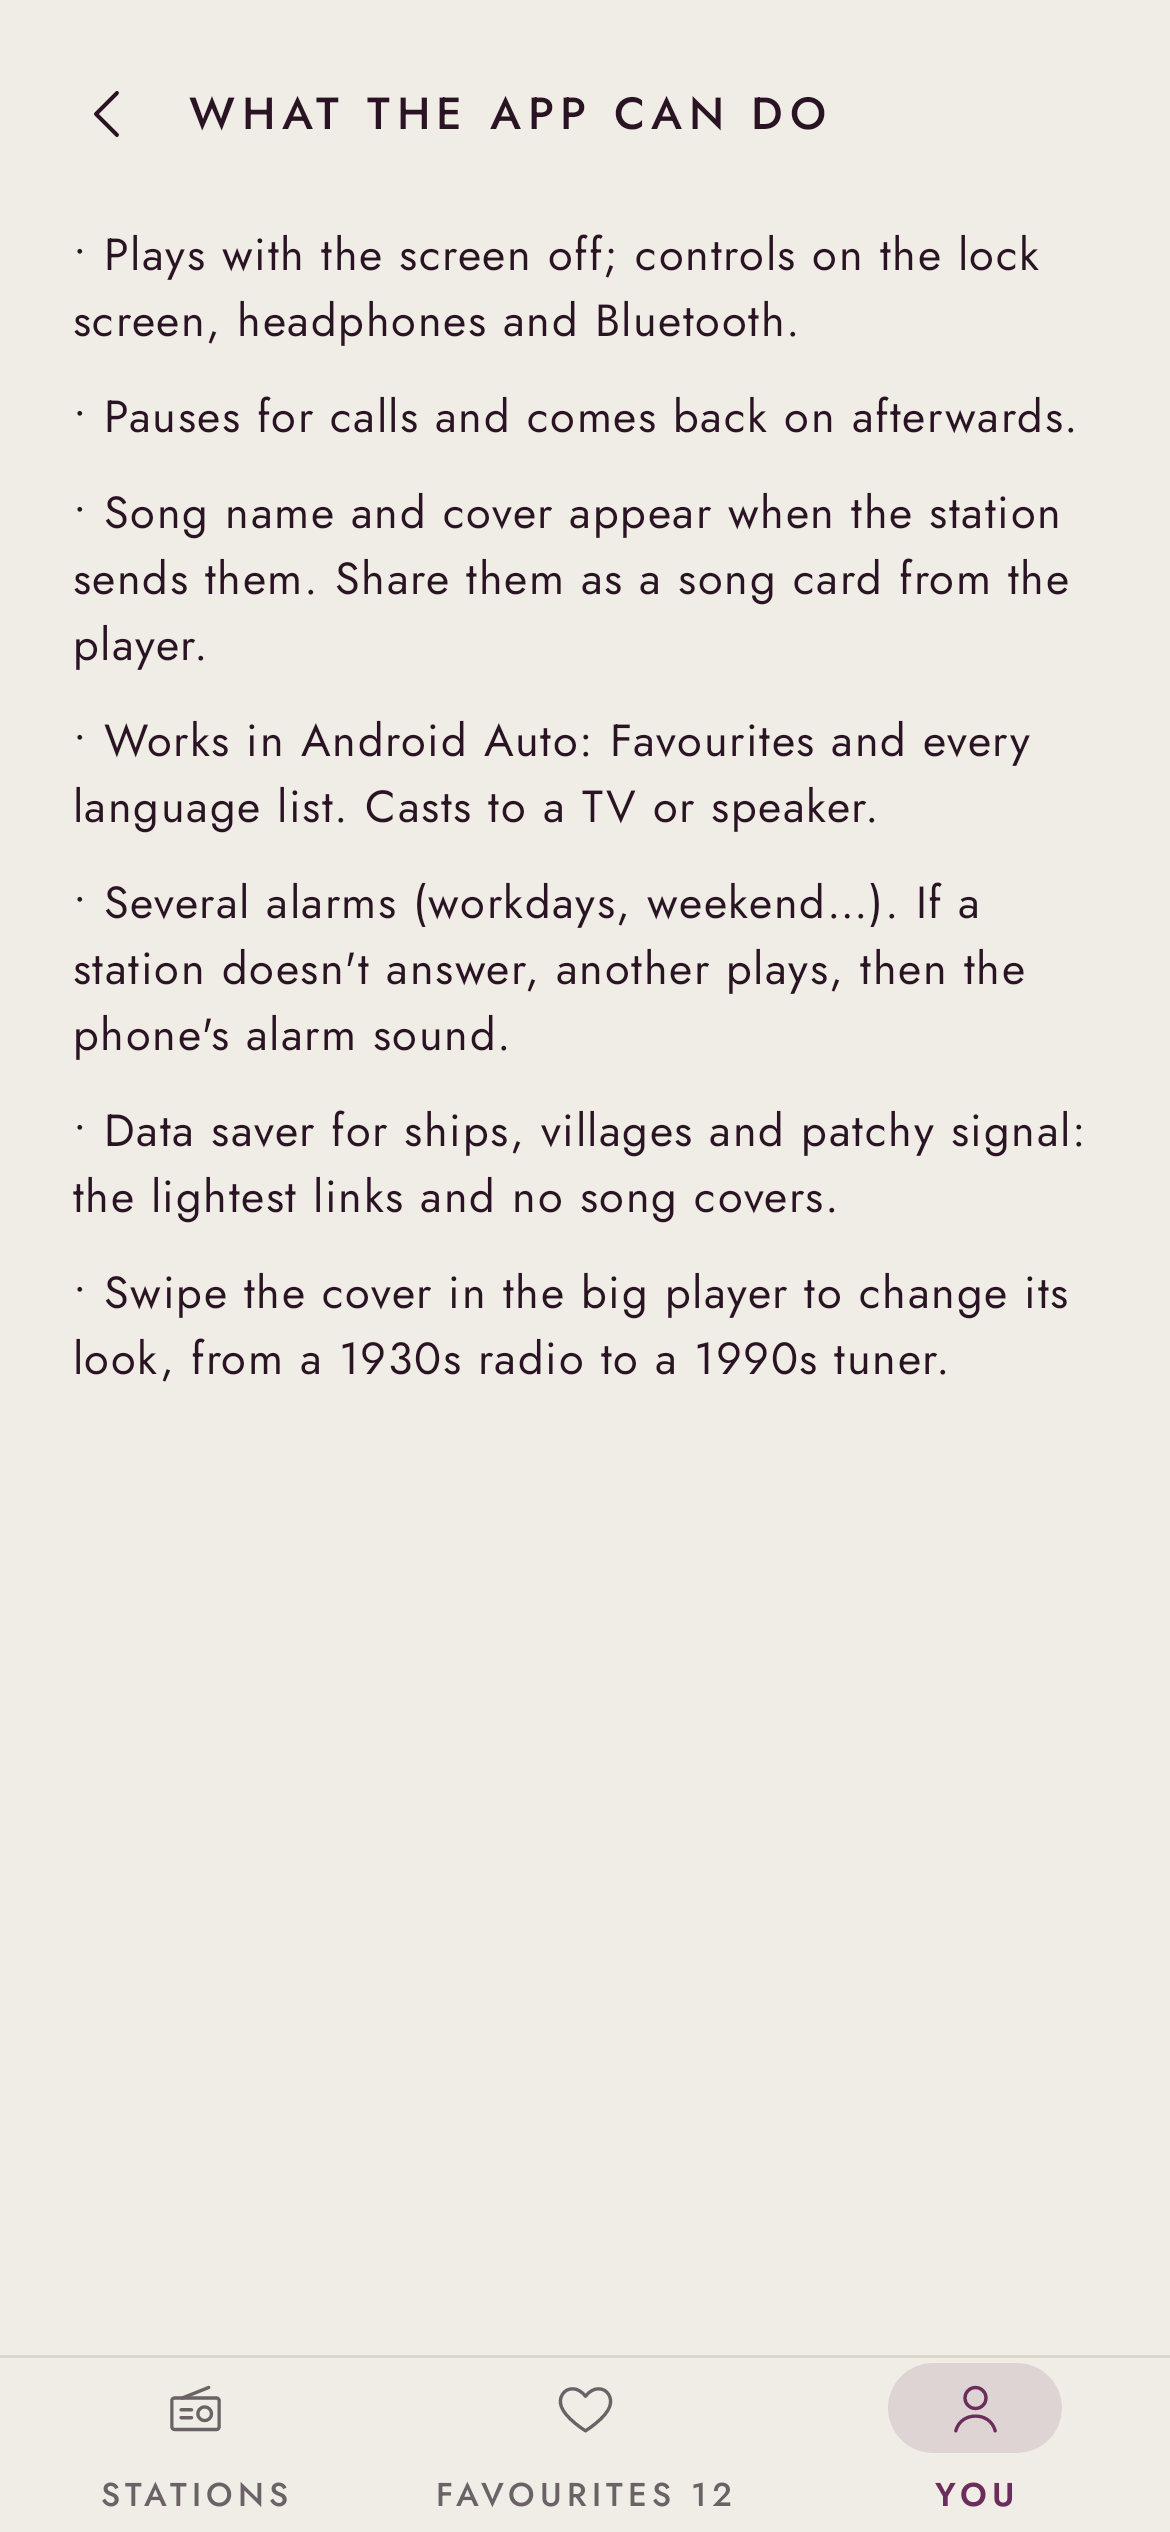 WHAT THE APP CAN DO
· Plays with the screen off; controls on the lock
screen, headphones and Bluetooth.
· Pauses for calls and comes back on afterwards.
· Song name and cover appear when the station
sends them. Share them as a song card from the
player.
· Works in Android Auto: Favourites and every
language list. Casts to a TV or speaker.
· Several alarms (workdays, weekend...). If a
station doesn't answer, another plays, then the
phone's alarm sound.
· Data saver for ships, villages and patchy signal:
the lightest links and no song covers.
· Swipe the cover in the big player to change its
look, from a 1930s radio to a 1990s tuner.
STATIONS
FAVOURITES 12
YOU